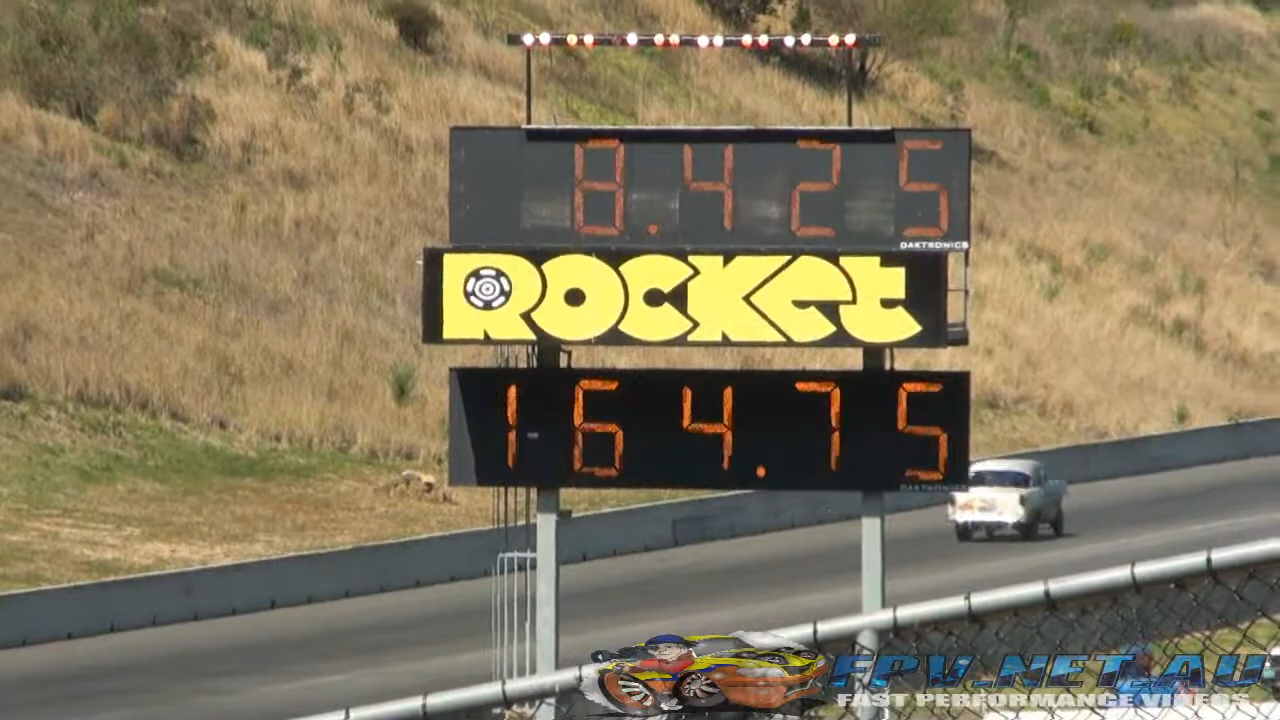 8.425
DAKTRONICS
ROCKet
164.75
DAKTRONICS
FPV.NET.AU
FAST PERFORMANCE VIDEOS